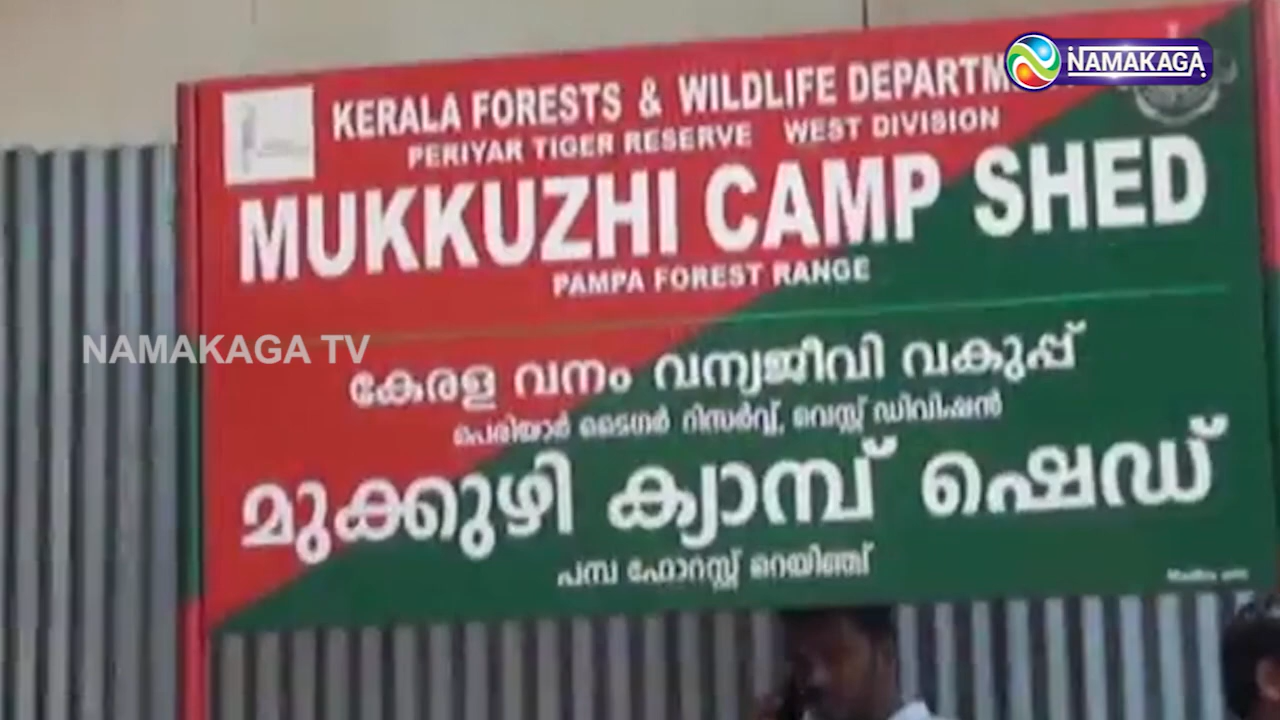 NAMAKAGA
KERALA FORESTS & WILDLIFE
PERIYAR TIGER RESERVE WEST DIVISION
MUKKUZHI CAMP SHED
PAMPA FOREST RANGE
NAMAKAGA TV
കേരള വനം വന്യജീവി വകുപ്പ്
പെരിയാർ ടൈഗർ റിസർവ്വ്, വെസ്റ്റ് ഡിവിഷൻ
മുക്കുഴി ക്യാമ്പ് ഷെഡ്
പമ്പ ഫോറസ്റ്റ് റെയിഞ്ച്